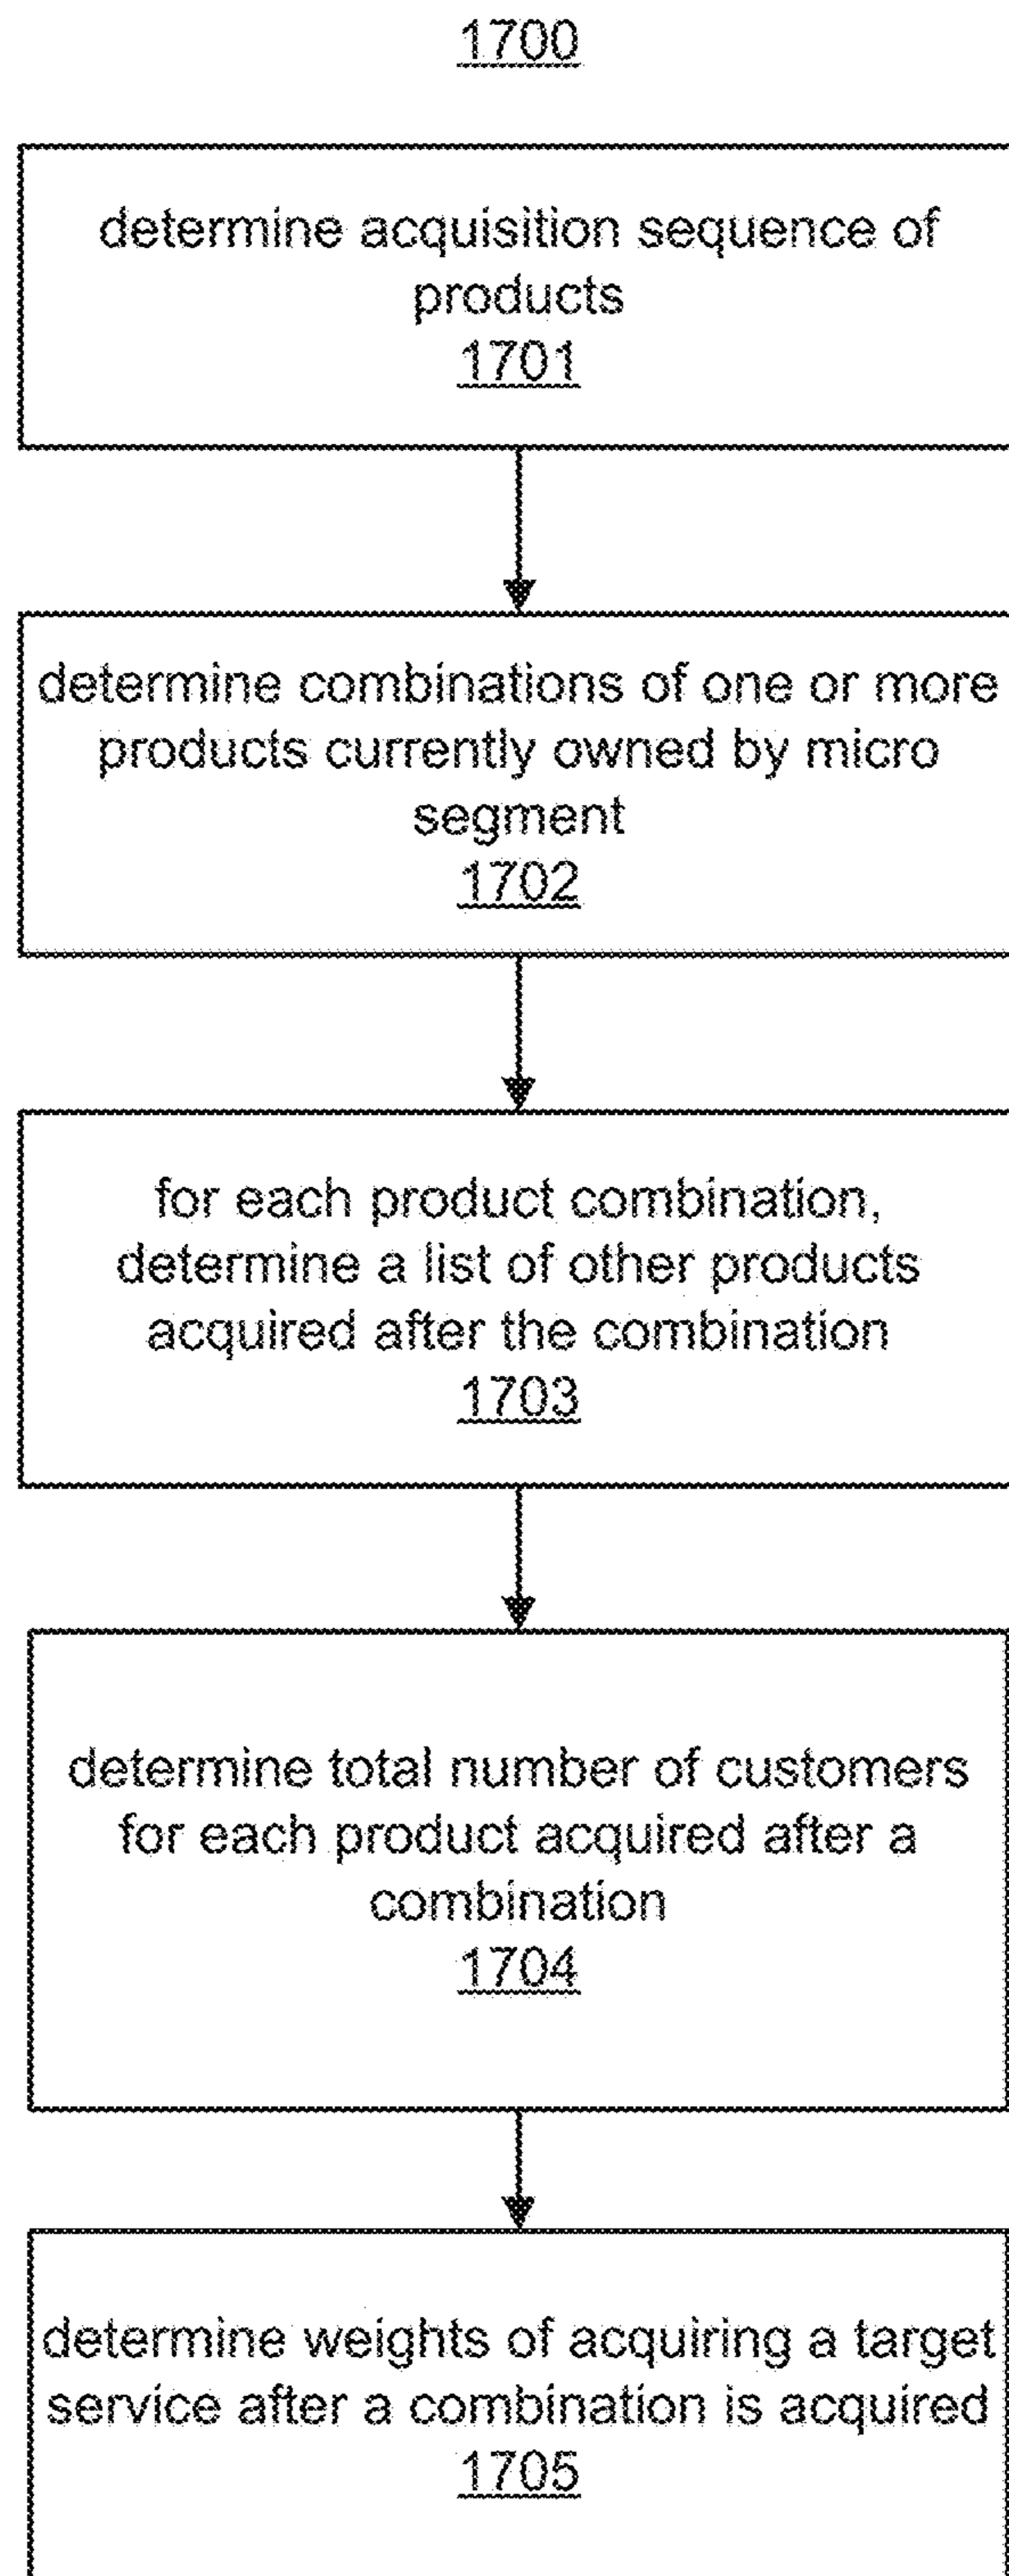 1700
determine acquisition sequence of
products
1701
determine combinations of one or more
products currently owned by micro
segment
1702
for each product combination,
determine a list of other products
acquired after the combination
1703
determine total number of customers
for each product acquired after a
combination
1704
determine weights of acquiring a target
service after a combination is acquired
1705